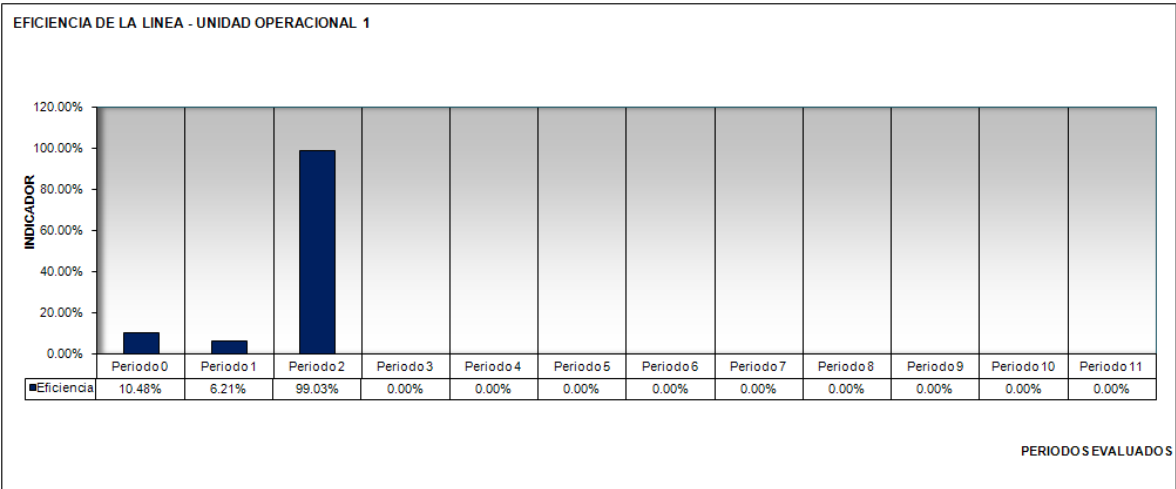 EFICIENCIA DE LA LINEA - UNIDAD OPERACIONAL 1
120.00%
100.00%
80.00%
60.00%
40.00%
20.00%
0.00%
INDICADOR
Periodo 0 Periodo 1 Periodo 2 Periodo 3 Periodo 4 Periodo 5 Periodo 6 Periodo 7 Periodo 8 Periodo 9 Periodo 10 Periodo 11
Eficiencia 10.48% 6.21% 99.03% 0.00% 0.00% 0.00% 0.00% 0.00% 0.00% 0.00% 0.00% 0.00%
PERIODOS EVALUADOS